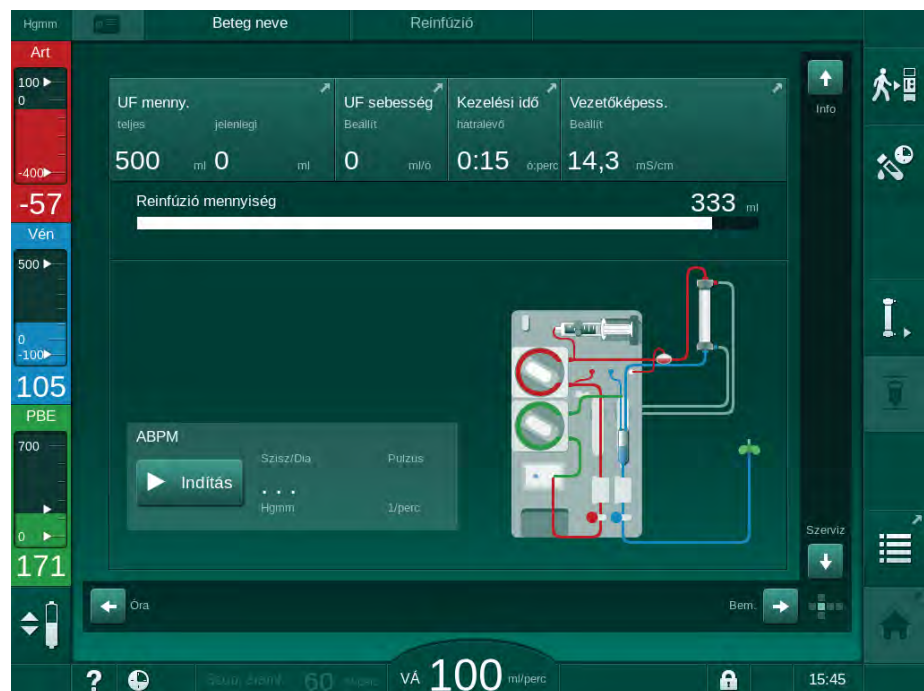 Hgmm
Beteg neve
Reinfúzió
Art
100
0
-400
-57
Vén
500
0
-100
105
PBE
700
0
171
UF menny.
teljes jelenlegi
500 ml 0 ml
UF sebesség
Beállít
0 ml/ó
Kezelési idő
hátralévő
0:15 ó:perc
Vezetőképess.
Beállít
14,3 mS/cm
Reinfúzió mennyiség 333 ml
ABPM
Szisz/Dia Pulzus
Indítás
. . .
Hgmm 1/perc
Info
Szerviz
Óra
Bem.
?
60
VÁ 100 ml/perc
15:45